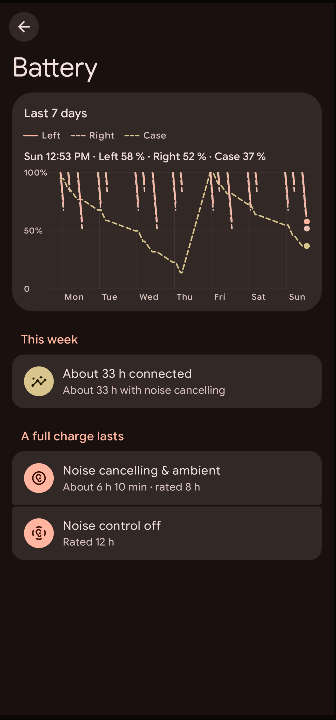 Battery
Last 7 days
Left Right Case
Sun 12:53 PM · Left 58 % · Right 52 % · Case 37 %
100%
50%
0
Mon Tue Wed Thu Fri Sat Sun
This week
About 33 h connected
About 33 h with noise cancelling
A full charge lasts
Noise cancelling & ambient
About 6 h 10 min · rated 8 h
Noise control off
Rated 12 h